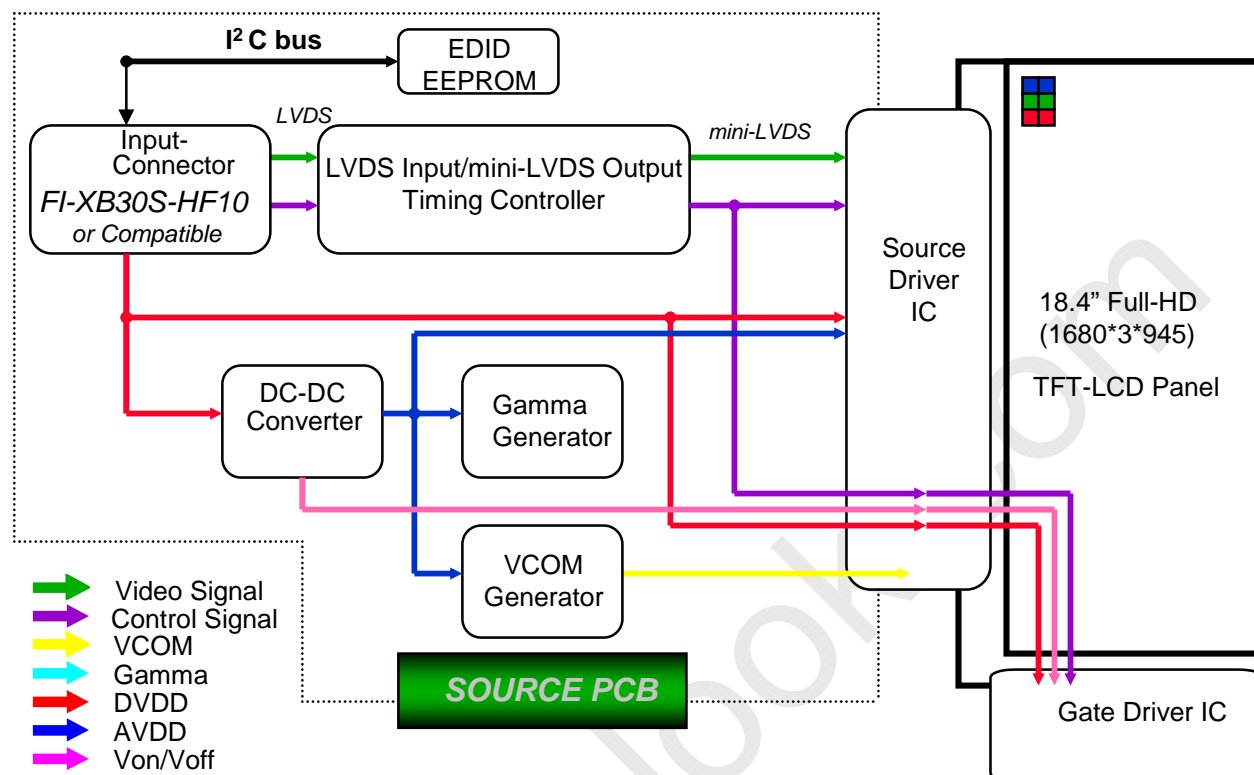 I² C bus
EDID
EEPROM
LVDS
mini-LVDS
Input-
Connector
FI-XB30S-HF10
or Compatible
LVDS Input/mini-LVDS Output
Timing Controller
Source
Driver
IC
18.4” Full-HD
(1680*3*945)
TFT-LCD Panel
DC-DC
Converter
Gamma
Generator
VCOM
Generator
Video Signal
Control Signal
VCOM
Gamma
DVDD
AVDD
Von/Voff
SOURCE PCB
Gate Driver IC
look.com